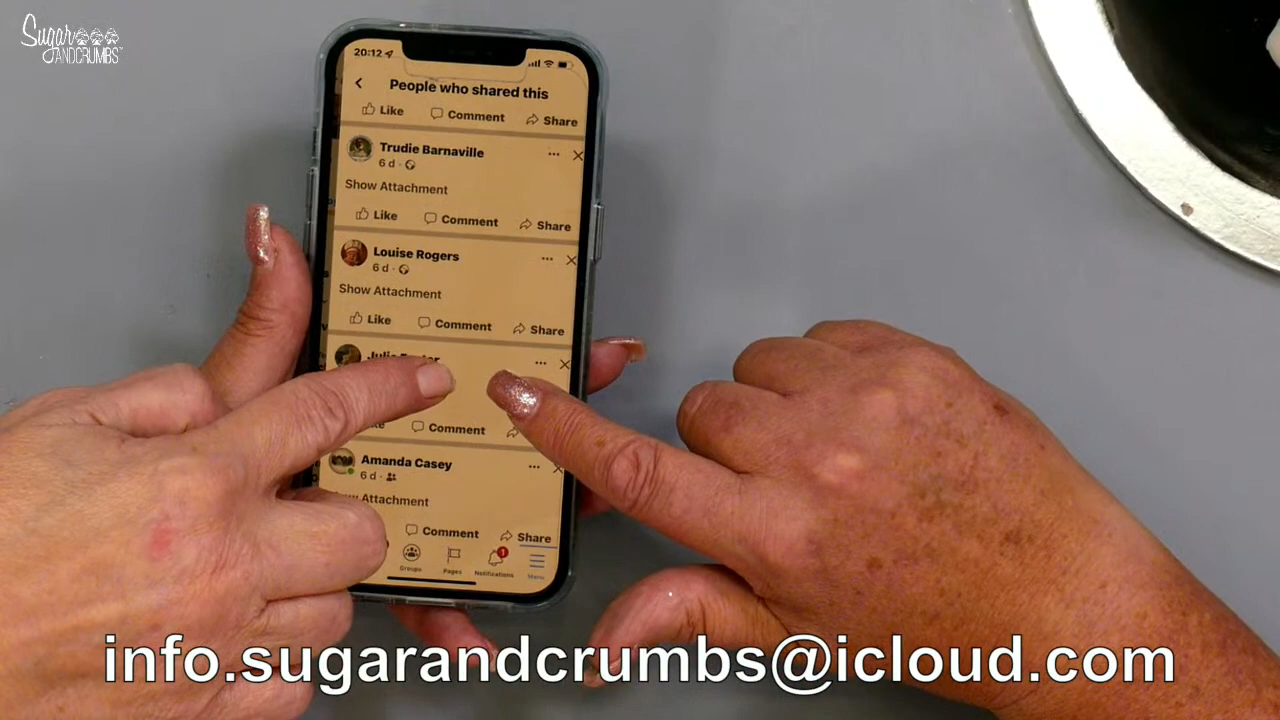 Sugar
ANDCRUMBS
20:12
People who shared this
Like Comment Share
Trudie Barnaville
6 d
Show Attachment
Like Comment Share
Louise Rogers
6 d
Show Attachment
Like Comment Share
Comment
Amanda Casey
6 d
Attachment
Comment Share
Groups Pages Notifications Menu
1
info.sugarandcrumbs@icloud.com